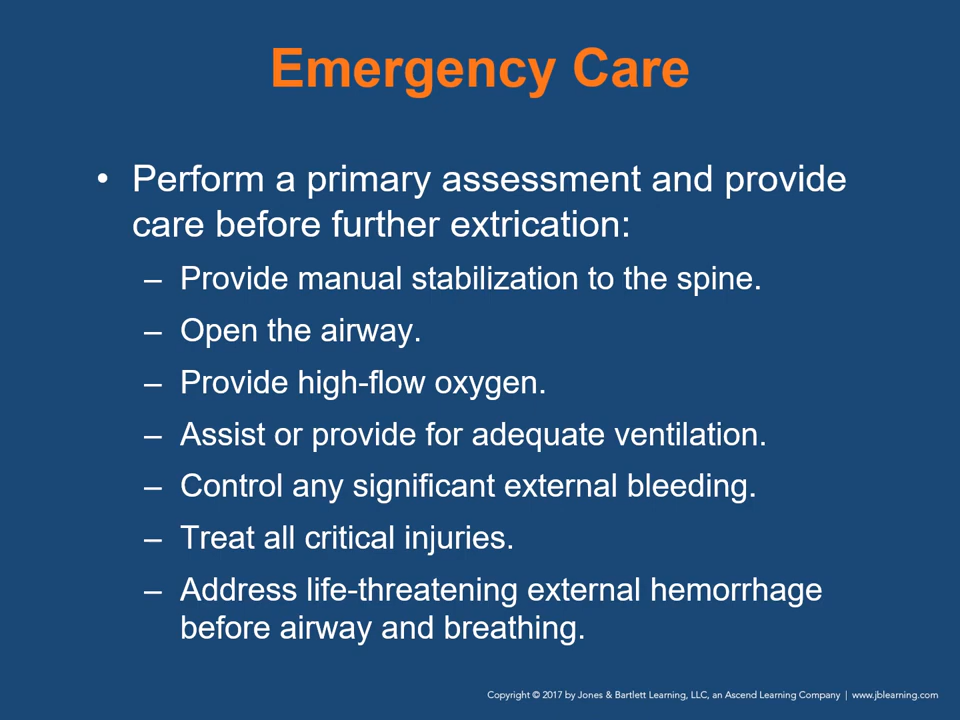 Emergency Care
• Perform a primary assessment and provide
care before further extrication:
– Provide manual stabilization to the spine.
– Open the airway.
– Provide high-flow oxygen.
– Assist or provide for adequate ventilation.
– Control any significant external bleeding.
– Treat all critical injuries.
– Address life-threatening external hemorrhage
before airway and breathing.
Copyright © 2017 by Jones & Bartlett Learning, LLC, an Ascend Learning Company | www.jblearning.com